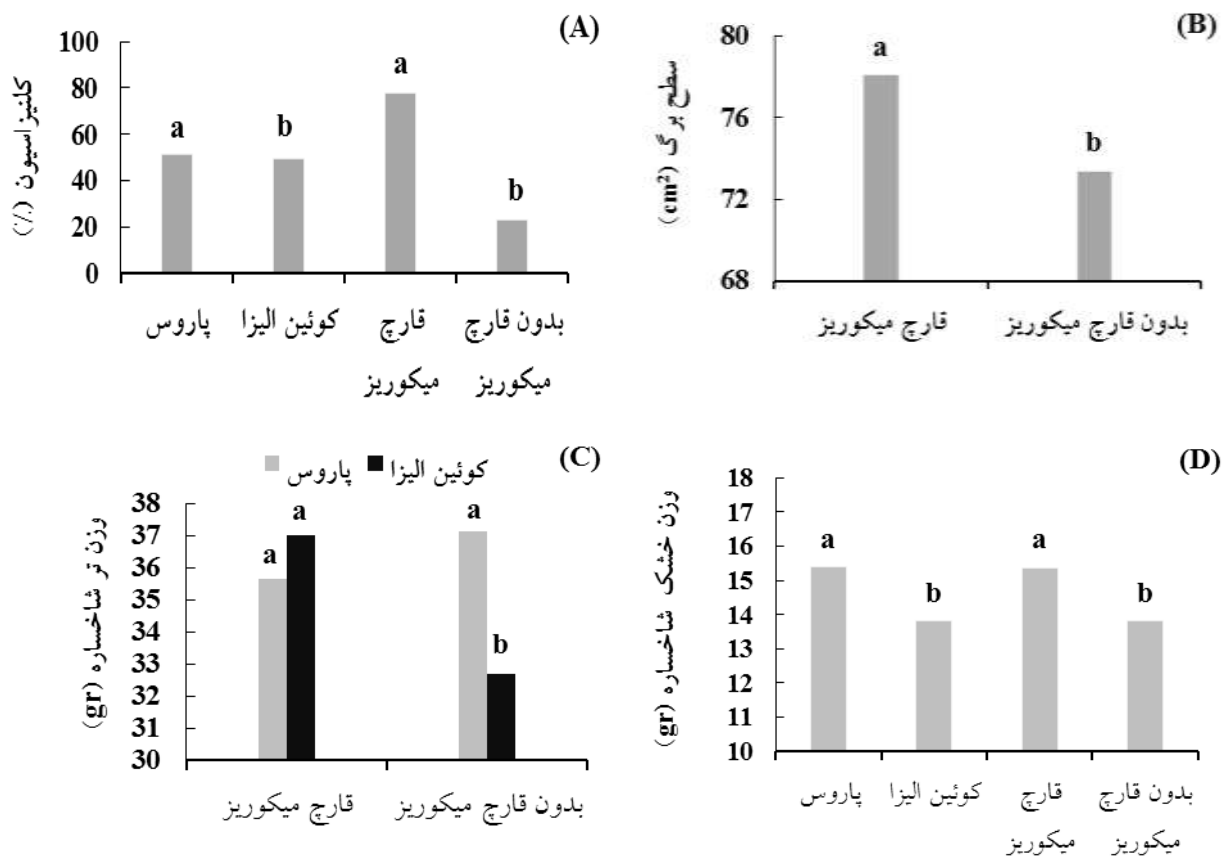 (A)
کلنیزاسیون (٪)
100
80
60
40
20
0
a
b
a
b
پاروس
کوئین الیزا
قارچ
میکوریز
بدون قارچ
میکوریز
(B)
سطح برگ (cm²)
80
76
72
68
a
b
قارچ میکوریز
بدون قارچ میکوریز
(C)
پاروس
کوئین الیزا
وزن تر شاخساره (gr)
38
37
36
35
34
33
32
31
30
a
a
a
b
قارچ میکوریز
بدون قارچ میکوریز
(D)
وزن خشک شاخساره (gr)
18
17
16
15
14
13
12
11
10
a
b
a
b
پاروس
کوئین الیزا
قارچ
میکوریز
بدون قارچ
میکوریز